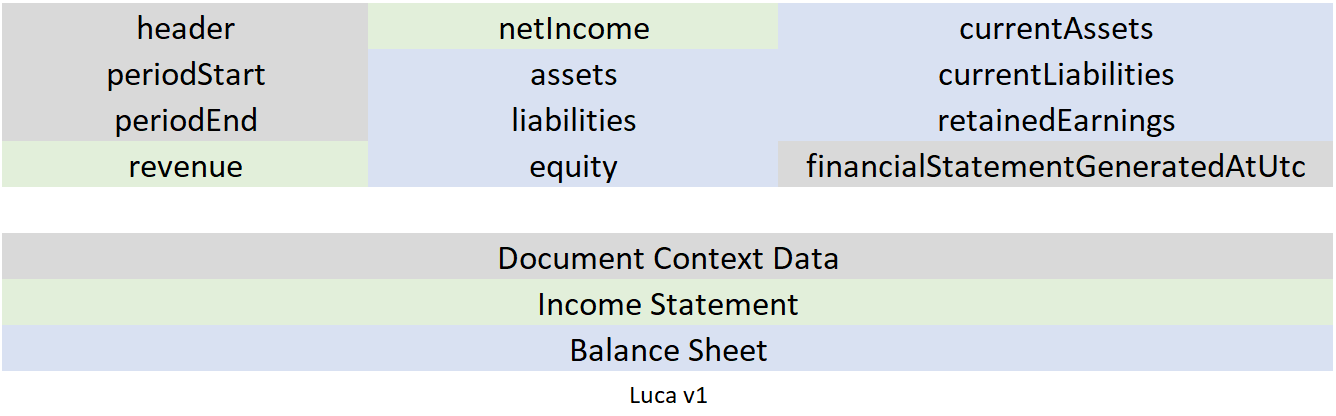 header netIncome currentAssets
periodStart assets currentLiabilities
periodEnd liabilities retainedEarnings
revenue equity financialStatementGeneratedAtUtc
Document Context Data
Income Statement
Balance Sheet
Luca v1